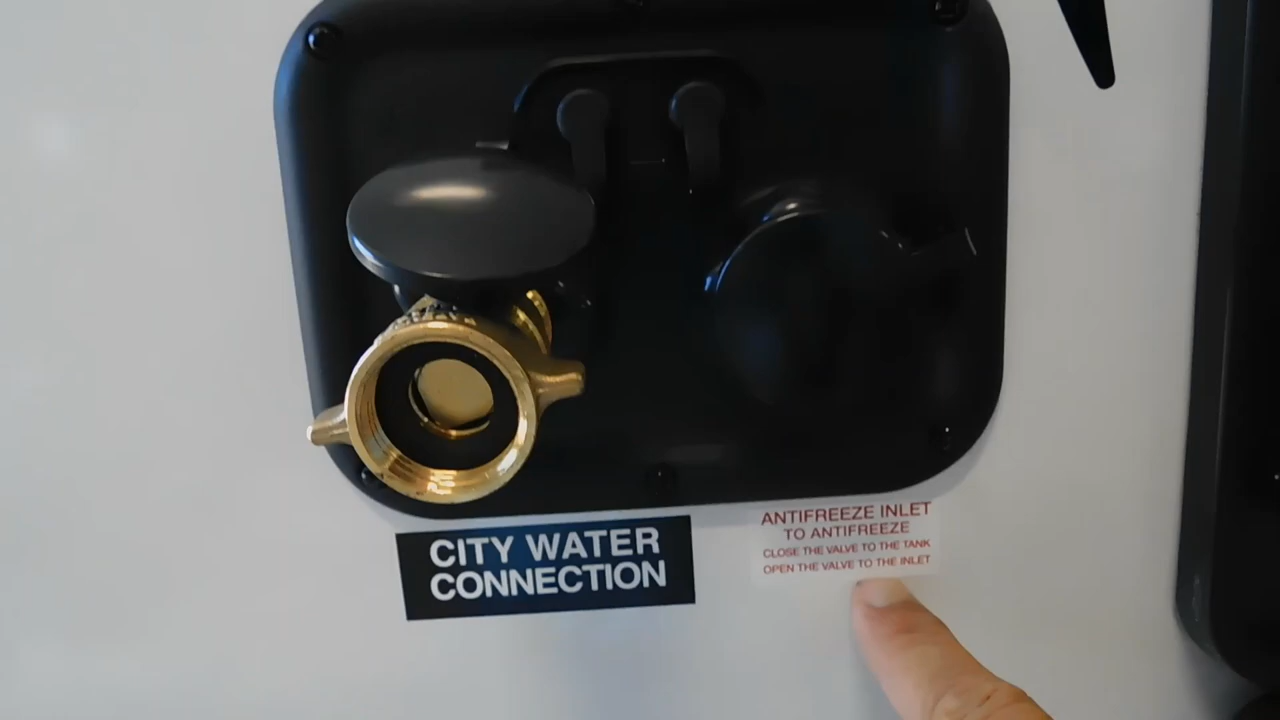 CITY WATER
CONNECTION
ANTIFREEZE INLET
TO ANTIFREEZE
CLOSE THE VALVE TO THE TANK
OPEN THE VALVE TO THE INLET